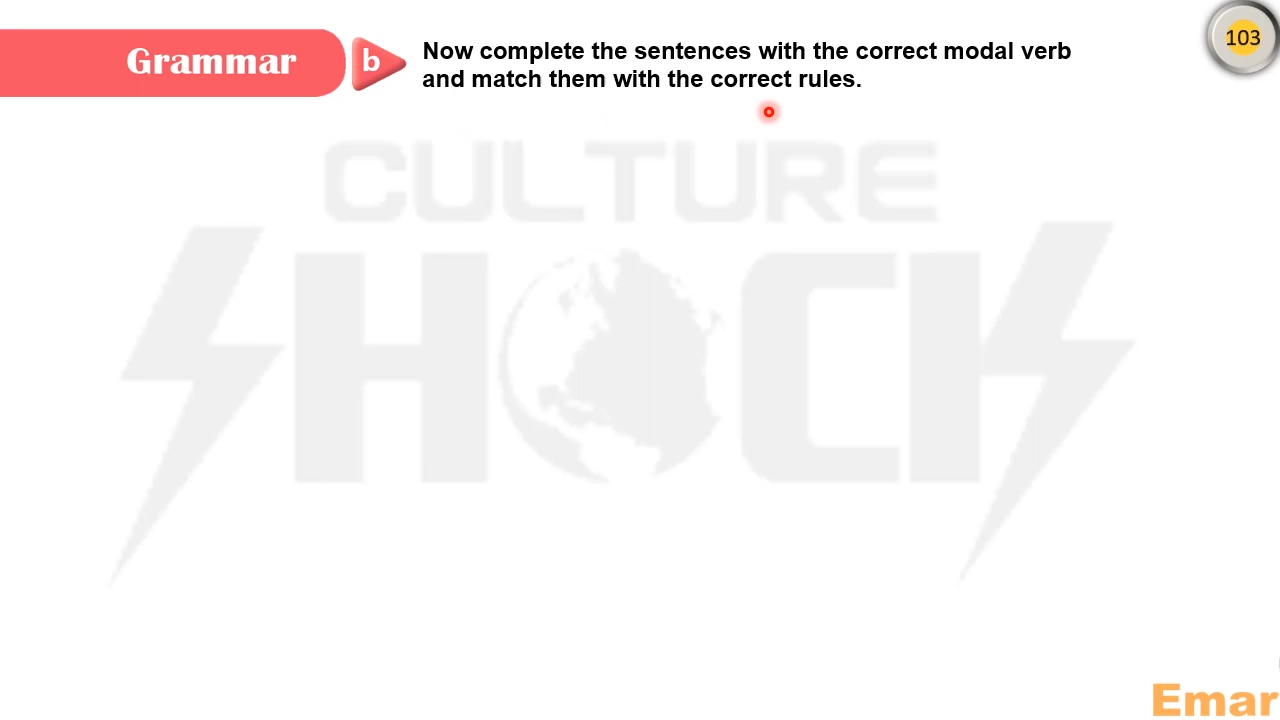 Grammar
b
Now complete the sentences with the correct modal verb
and match them with the correct rules.
103
CULTURE
SHOCK
Emar